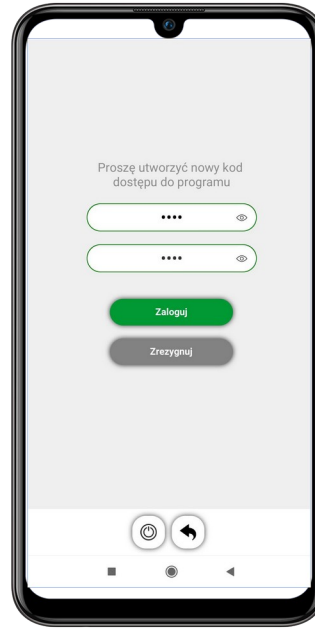 Proszę utworzyć nowy kod
dostępu do programu
••••
••••
Zaloguj
Zrezygnuj